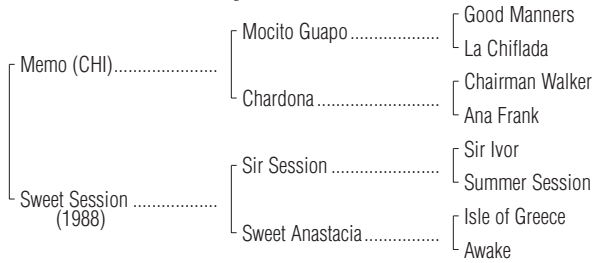 Good Manners
Mocito Guapo...................
La Chiflada
Memo (CHI).....................
Chairman Walker
Chardona..........................
Ana Frank
Sir Ivor
Sir Session.......................
Summer Session
Sweet Session.................
(1988)
Isle of Greece
Sweet Anastacia................
Awake